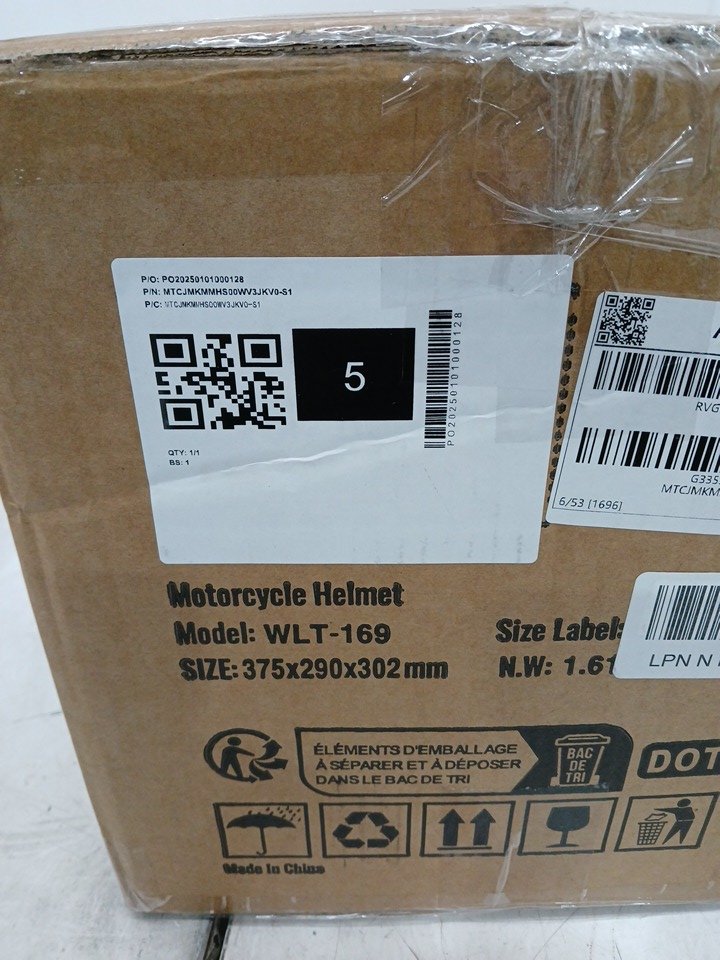 P/O: PO20250101000128
P/N: MTCJMKMMHS00WV3JKV0-S1
P/C: MTCJMKMMHS00WV3JKV0-S1
5
PO20250101000128
QTY: 1/1
BS: 1
RVG
G335
MTCJMKM
6/53 [1696]
Motorcycle Helmet
Model: WLT-169
SIZE: 375x290x302mm
Size Label:
N.W: 1.61
LPN N
ÉLÉMENTS D'EMBALLAGE
À SÉPARER ET À DÉPOSER
DANS LE BAC DE TRI
BAC
DE
TRI
DOT
Made In China